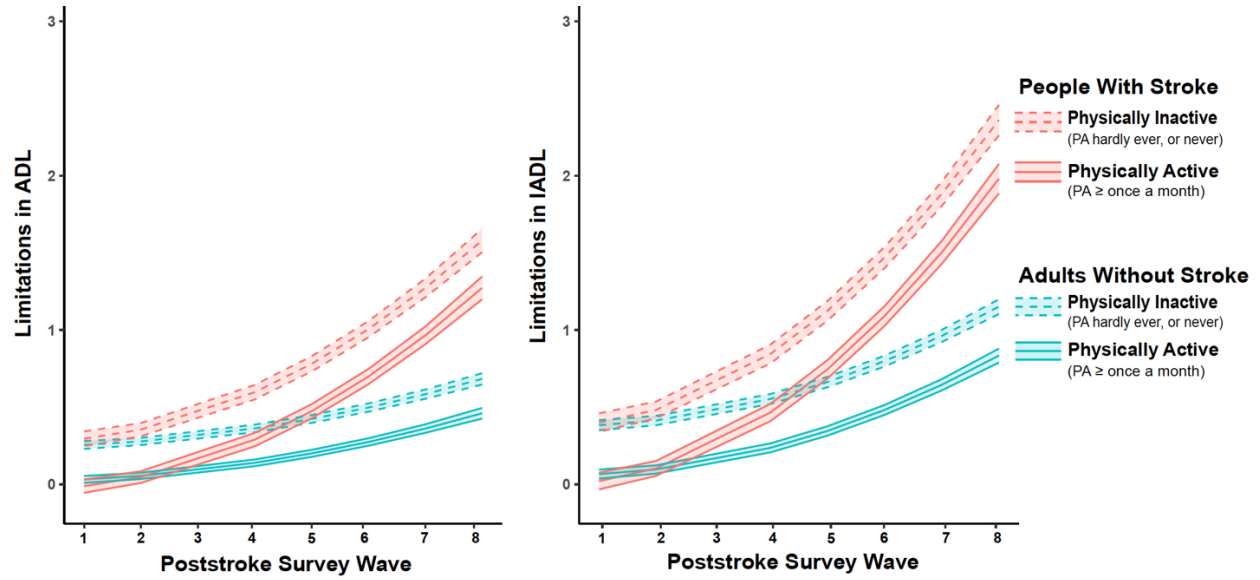 3
2
1
0
Limitations in ADL
1 2 3 4 5 6 7 8
Poststroke Survey Wave
3
2
1
0
Limitations in IADL
1 2 3 4 5 6 7 8
Poststroke Survey Wave
People With Stroke
Physically Inactive
(PA hardly ever, or never)
Physically Active
(PA ≥ once a month)
Adults Without Stroke
Physically Inactive
(PA hardly ever, or never)
Physically Active
(PA ≥ once a month)